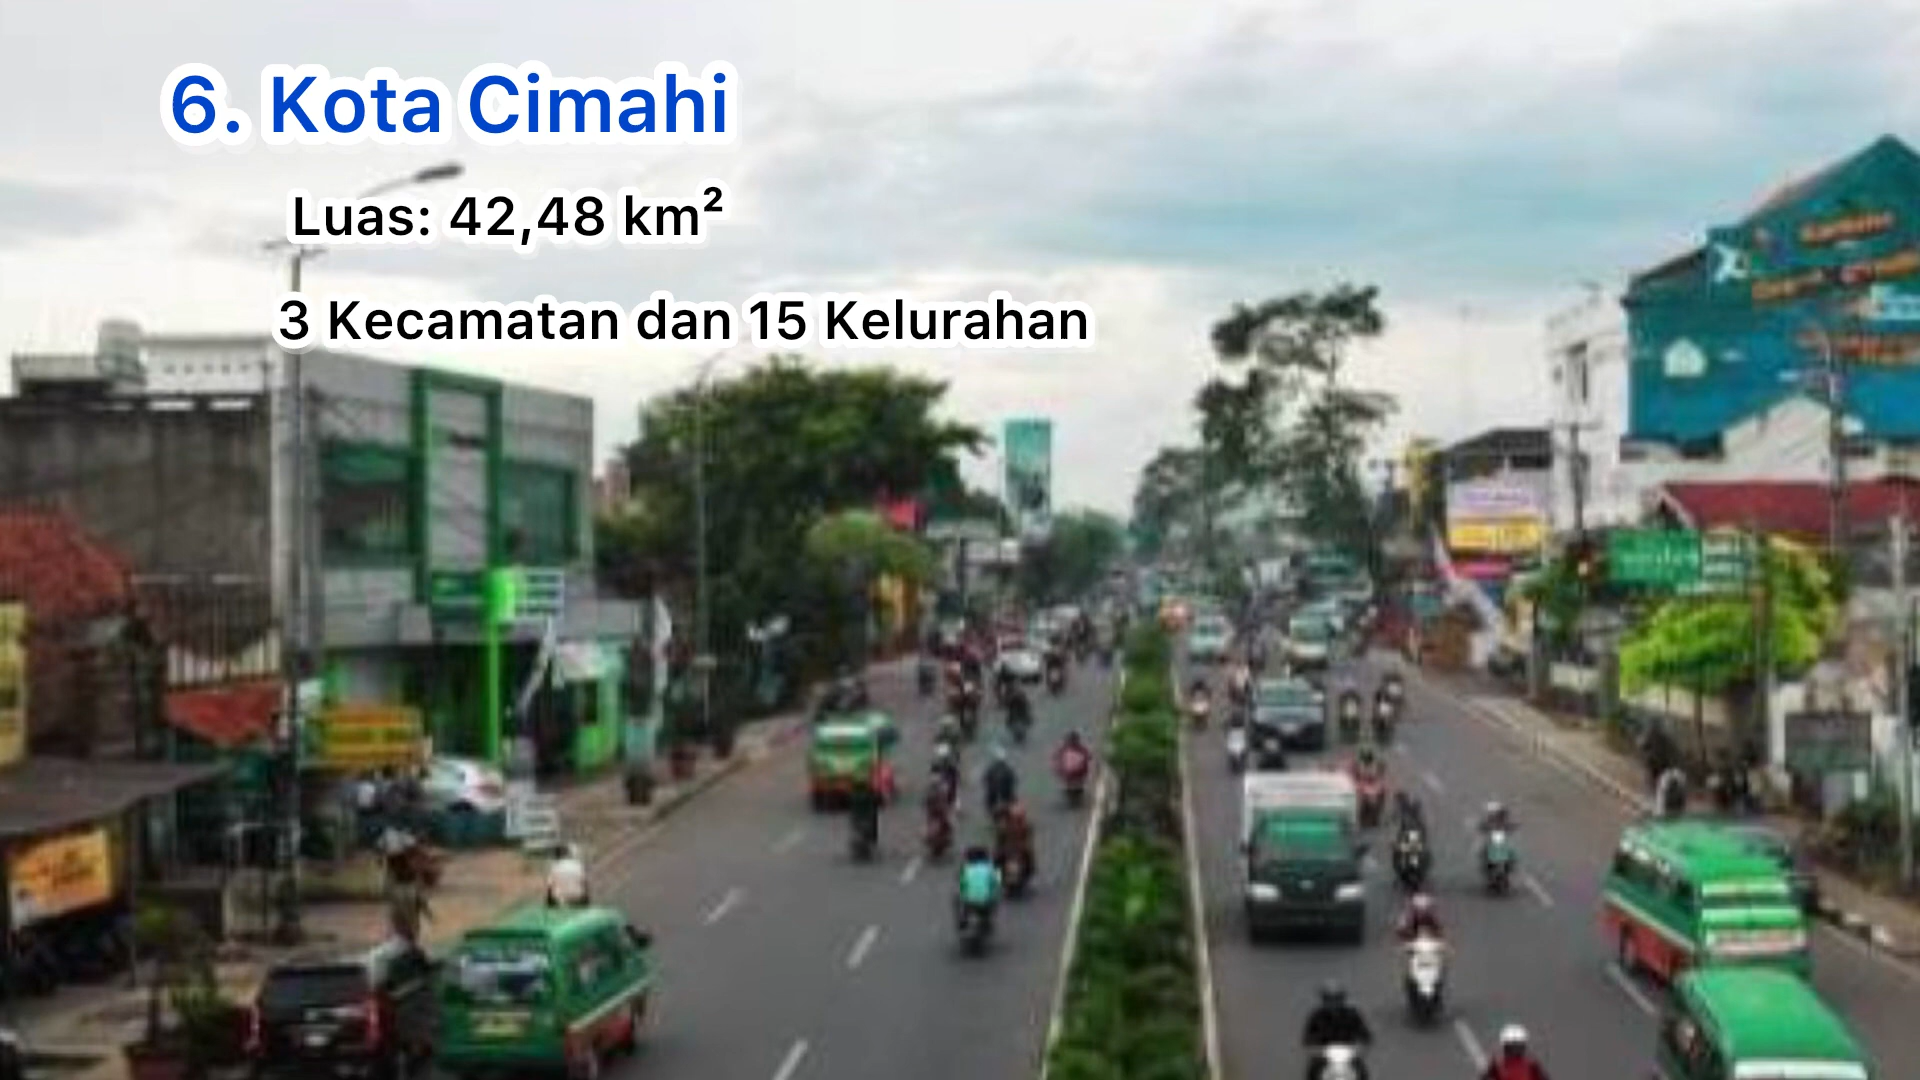 6. Kota Cimahi
Luas: 42,48 km²
3 Kecamatan dan 15 Kelurahan